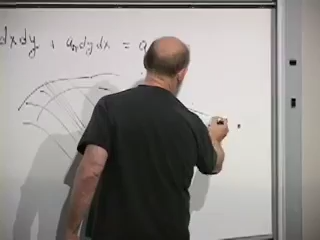 dxdy + a₂₁dydx = a